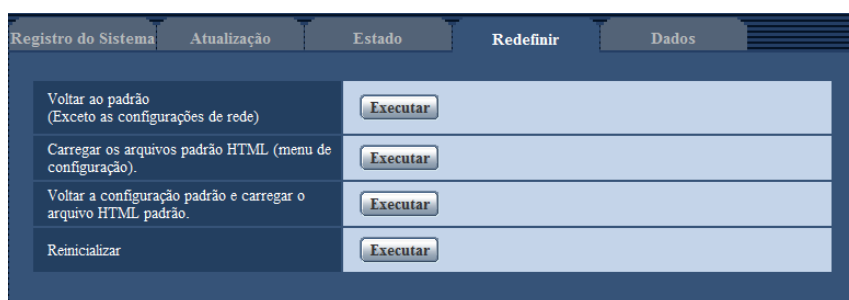 Registro do Sistema Atualização Estado Redefinir Dados
Voltar ao padrão
(Exceto as configurações de rede)
Executar
Carregar os arquivos padrão HTML (menu de
configuração).
Executar
Voltar a configuração padrão e carregar o
arquivo HTML padrão.
Executar
Reinicializar
Executar